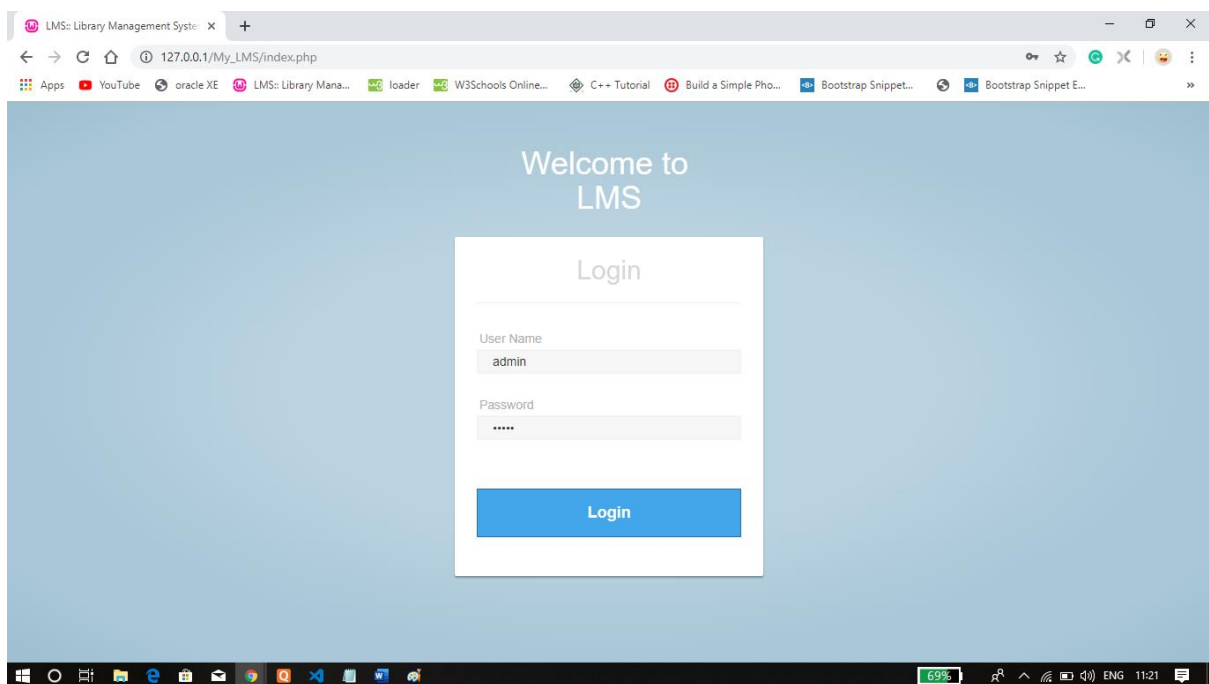 LMS:: Library Management Syste
127.0.0.1/My_LMS/index.php
Apps YouTube oracle XE LMS:: Library Mana... loader W3Schools Online... C++ Tutorial Build a Simple Pho... Bootstrap Snippet... Bootstrap Snippet E...
Welcome to
LMS
Login
User Name
admin
Password
•••••
Login
69% ENG 11:21